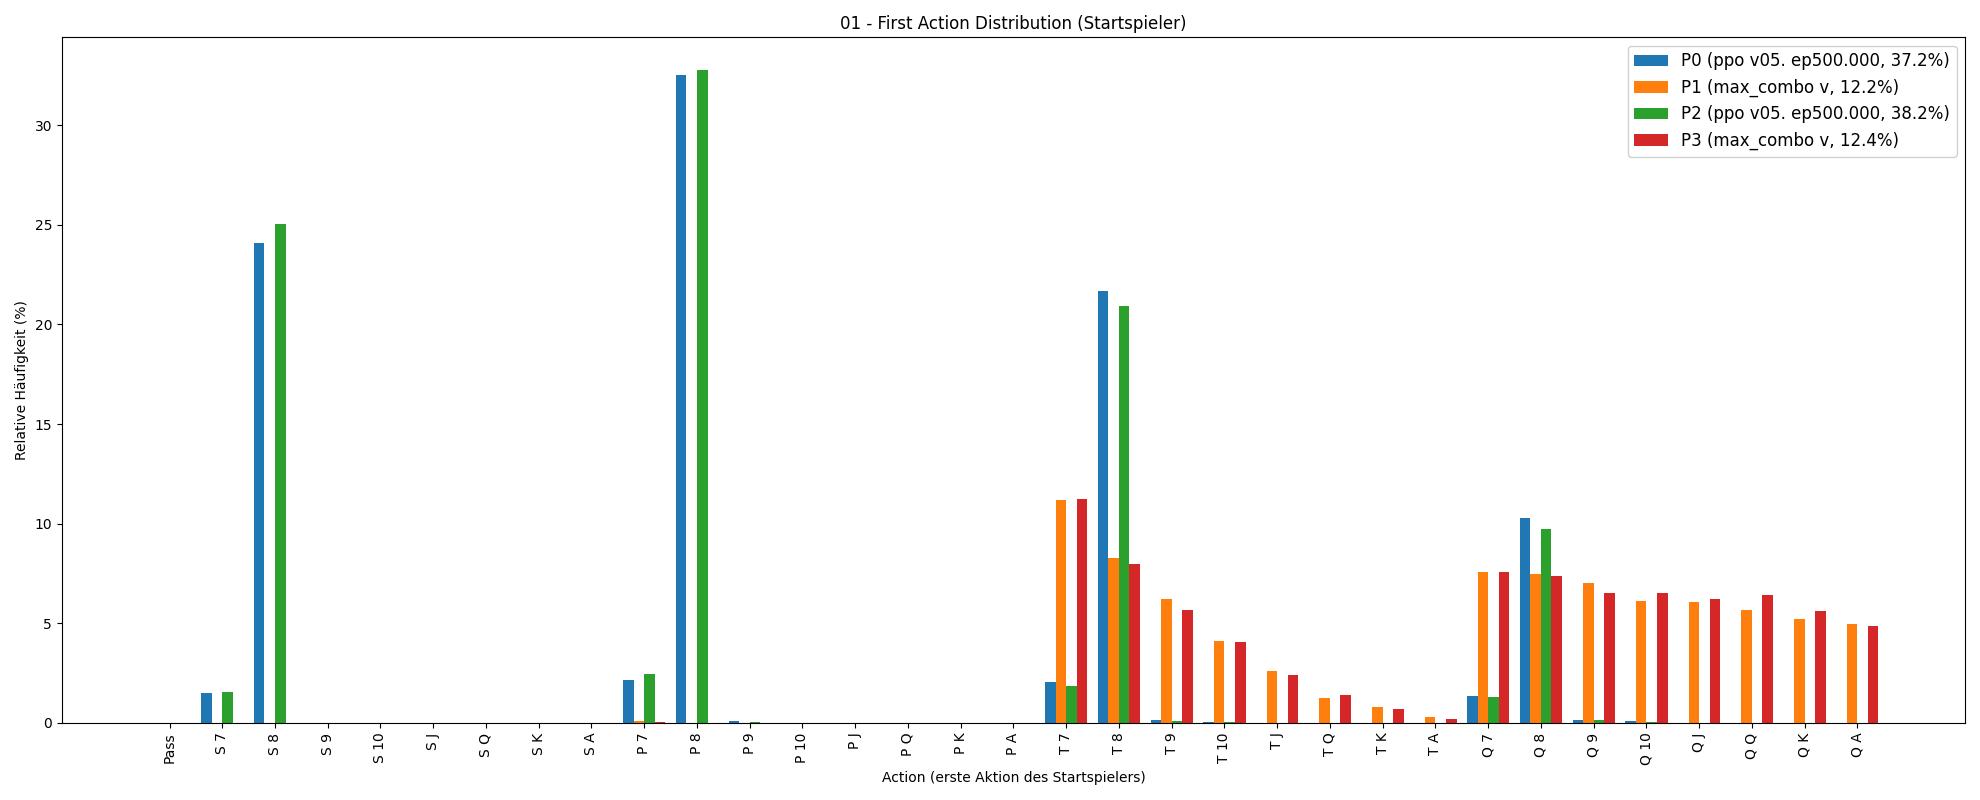 01 - First Action Distribution (Startspieler)
P0 (ppo v05. ep500.000, 37.2%)
P1 (max_combo v, 12.2%)
P2 (ppo v05. ep500.000, 38.2%)
P3 (max_combo v, 12.4%)
Relative Häufigkeit (%)
30
25
20
15
10
5
0
Pass
S 7
S 8
S 9
S 10
S J
S Q
S K
S A
P 7
P 8
P 9
P 10
P J
P Q
P K
P A
T 7
T 8
T 9
T 10
T J
T Q
T K
T A
Q 7
Q 8
Q 9
Q 10
Q J
Q Q
Q K
Q A
Action (erste Aktion des Startspielers)